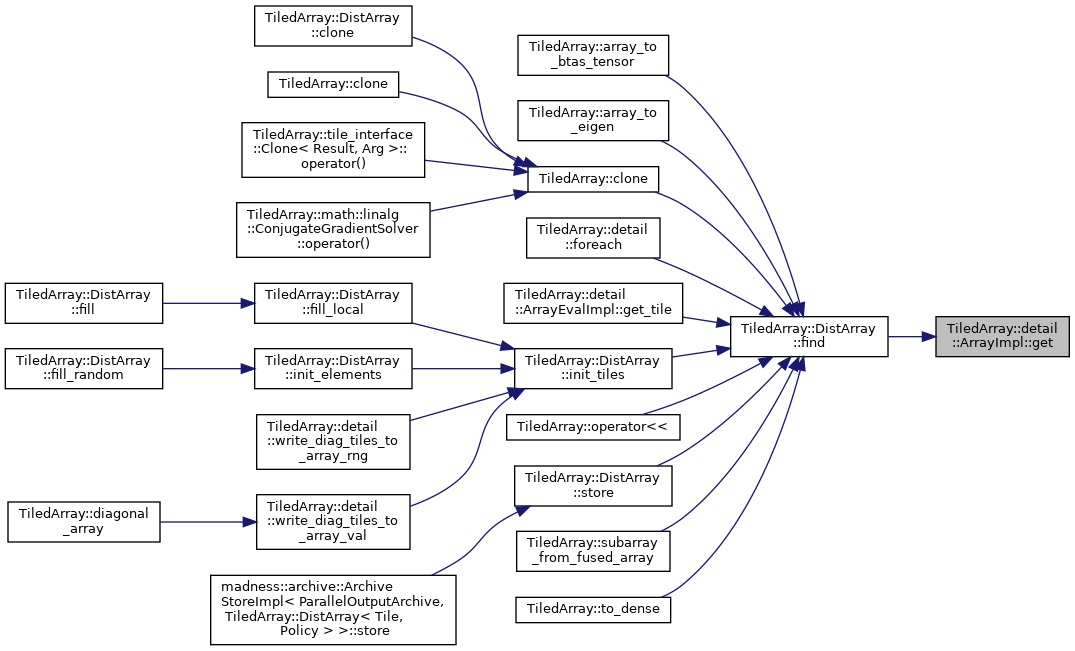 TiledArray::DistArray
::clone
TiledArray::clone
TiledArray::tile_interface
::Clone< Result, Arg >::
operator()
TiledArray::math::linalg
::ConjugateGradientSolver
::operator()
TiledArray::DistArray
::fill
TiledArray::DistArray
::fill_random
TiledArray::DistArray
::fill_local
TiledArray::DistArray
::init_elements
TiledArray::detail
::write_diag_tiles_to
_array_rng
TiledArray::diagonal
_array
TiledArray::detail
::write_diag_tiles_to
_array_val
madness::archive::Archive
StoreImpl< ParallelOutputArchive,
TiledArray::DistArray< Tile,
Policy > >::store
TiledArray::array_to
_btas_tensor
TiledArray::array_to
_eigen
TiledArray::clone
TiledArray::detail
::foreach
TiledArray::detail
::ArrayEvalImpl::get_tile
TiledArray::DistArray
::init_tiles
TiledArray::operator<<
TiledArray::DistArray
::store
TiledArray::subarray
_from_fused_array
TiledArray::to_dense
TiledArray::DistArray
::find
TiledArray::detail
::ArrayImpl::get